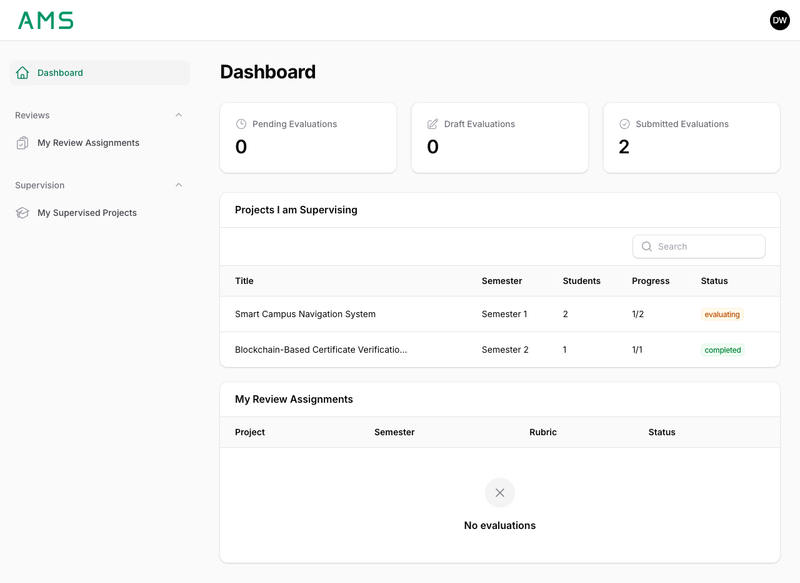 AMS
DW
Dashboard
Reviews
My Review Assignments
Supervision
My Supervised Projects
Dashboard
Pending Evaluations
0
Draft Evaluations
0
Submitted Evaluations
2
Projects I am Supervising
Search
Title Semester Students Progress Status
Smart Campus Navigation System Semester 1 2 1/2 evaluating
Blockchain-Based Certificate Verificatio... Semester 2 1 1/1 completed
My Review Assignments
Project Semester Rubric Status
No evaluations